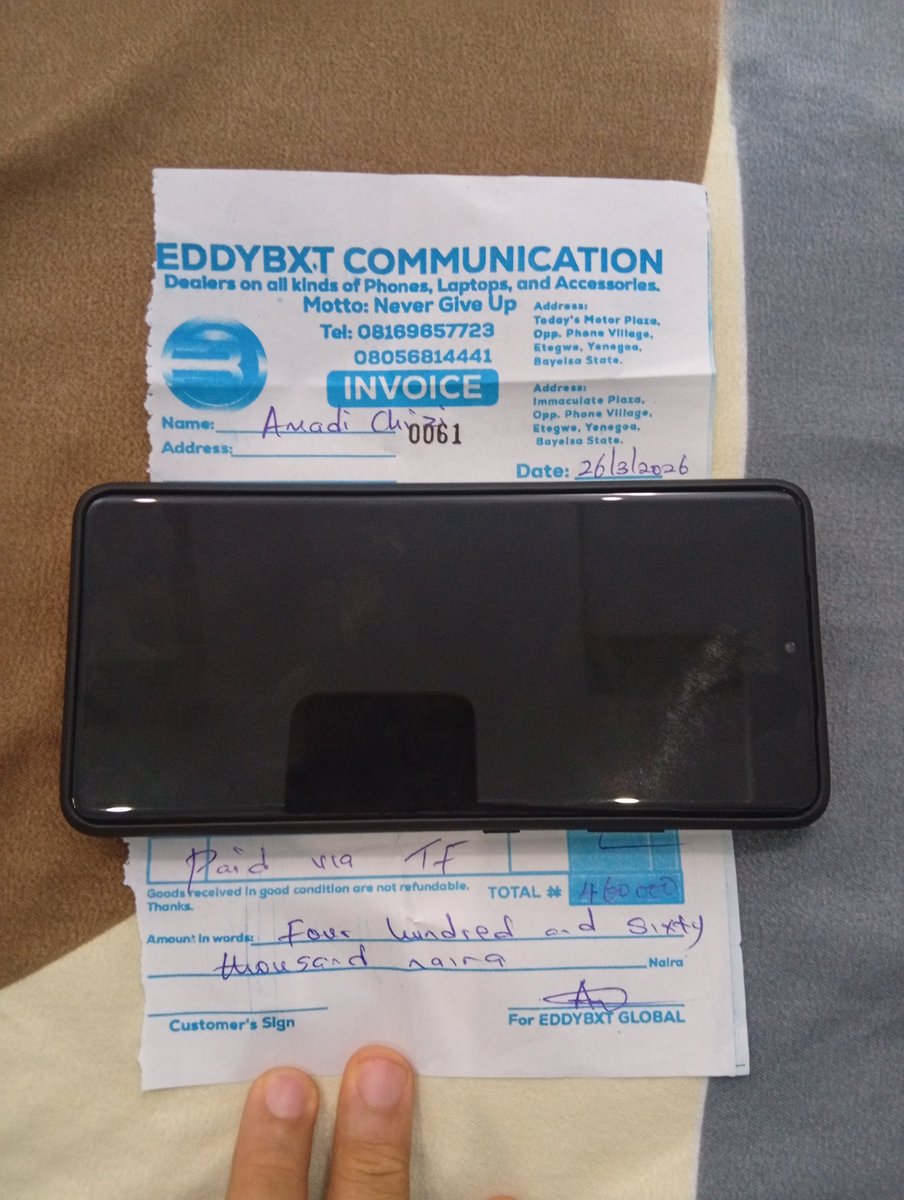 EDDYBXT COMMUNICATION
Dealers on all kinds of Phones, Laptops, and Accessories.
Motto: Never Give Up
Tel: 08169657723
08056814441
Address:
Today's Motor Plaza,
Opp. Phone Village,
Etegwe, Yenegoa,
Bayelsa State.
INVOICE
Address:
Immaculate Plaza,
Opp. Phone Village,
Etegwe, Yenegoa,
Bayelsa State.
Name: Amadi Chizi
0061
Address:
Date: 26/3/2026
Paid via TF
Goods received in good condition are not refundable.
Thanks.
TOTAL ₦ 460000
Amount in words: Four hundred and Sixty
thousand naira Naira
Customer's Sign
For EDDYBXT GLOBAL